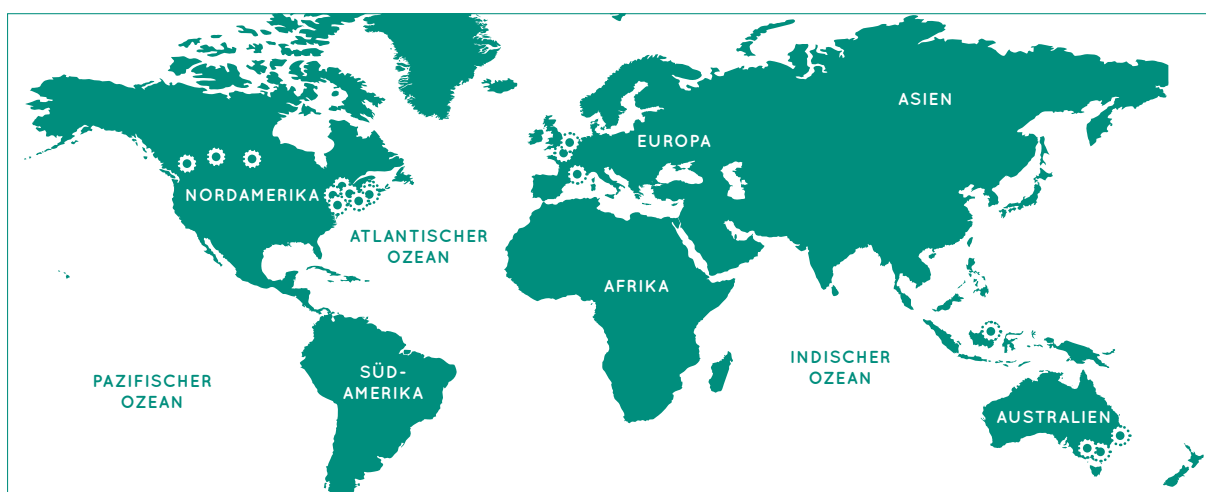 ASIEN
EUROPA
NORDAMERIKA
ATLANTISCHER
OZEAN
AFRIKA
INDISCHER
OZEAN
SÜD-
AMERIKA
PAZIFISCHER
OZEAN
AUSTRALIEN